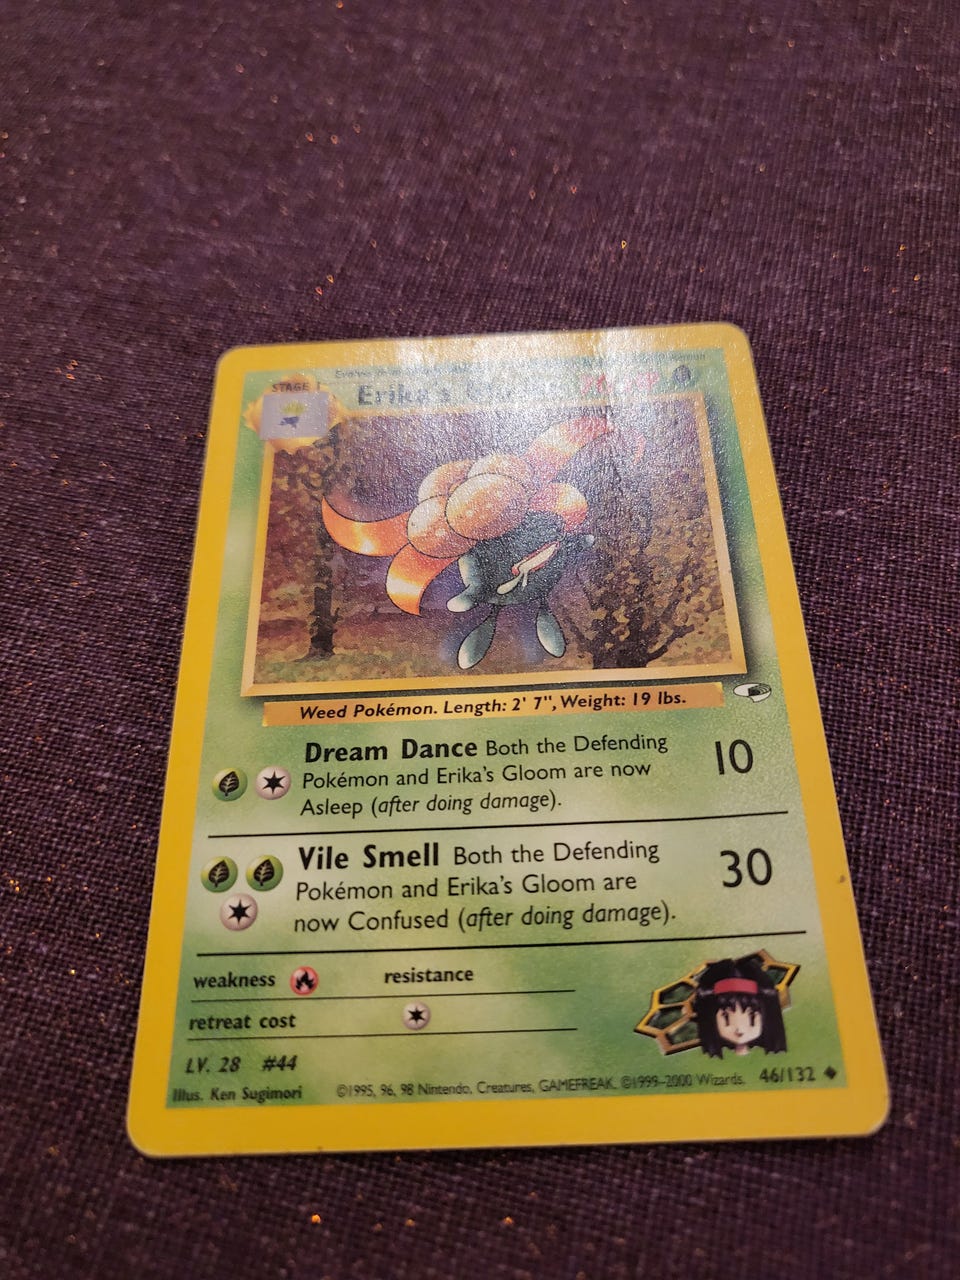 STAGE 1
Erika's
Weed Pokémon. Length: 2' 7", Weight: 19 lbs.
Dream Dance Both the Defending
Pokémon and Erika's Gloom are now
Asleep (after doing damage).
10
Vile Smell Both the Defending
Pokémon and Erika's Gloom are
now Confused (after doing damage).
30
weakness
resistance
retreat cost
LV. 28 #44
Illus. Ken Sugimori
©1995, 96, 98 Nintendo, Creatures, GAMEFREAK. ©1999-2000 Wizards.
46/132